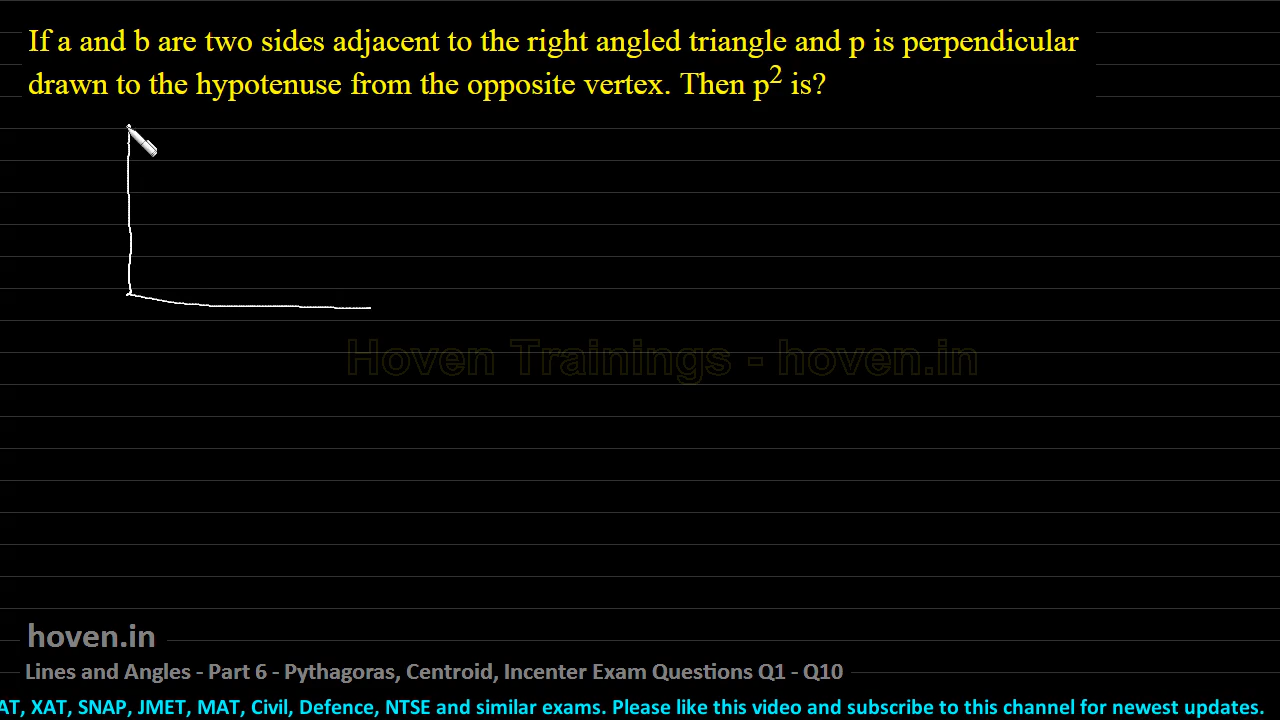 If a and b are two sides adjacent to the right angled triangle and p is perpendicular
drawn to the hypotenuse from the opposite vertex. Then p² is?
Hoven Trainings - hoven.in
hoven.in
Lines and Angles - Part 6 - Pythagoras, Centroid, Incenter Exam Questions Q1 - Q10
AT, XAT, SNAP, JMET, MAT, Civil, Defence, NTSE and similar exams. Please like this video and subscribe to this channel for newest updates.